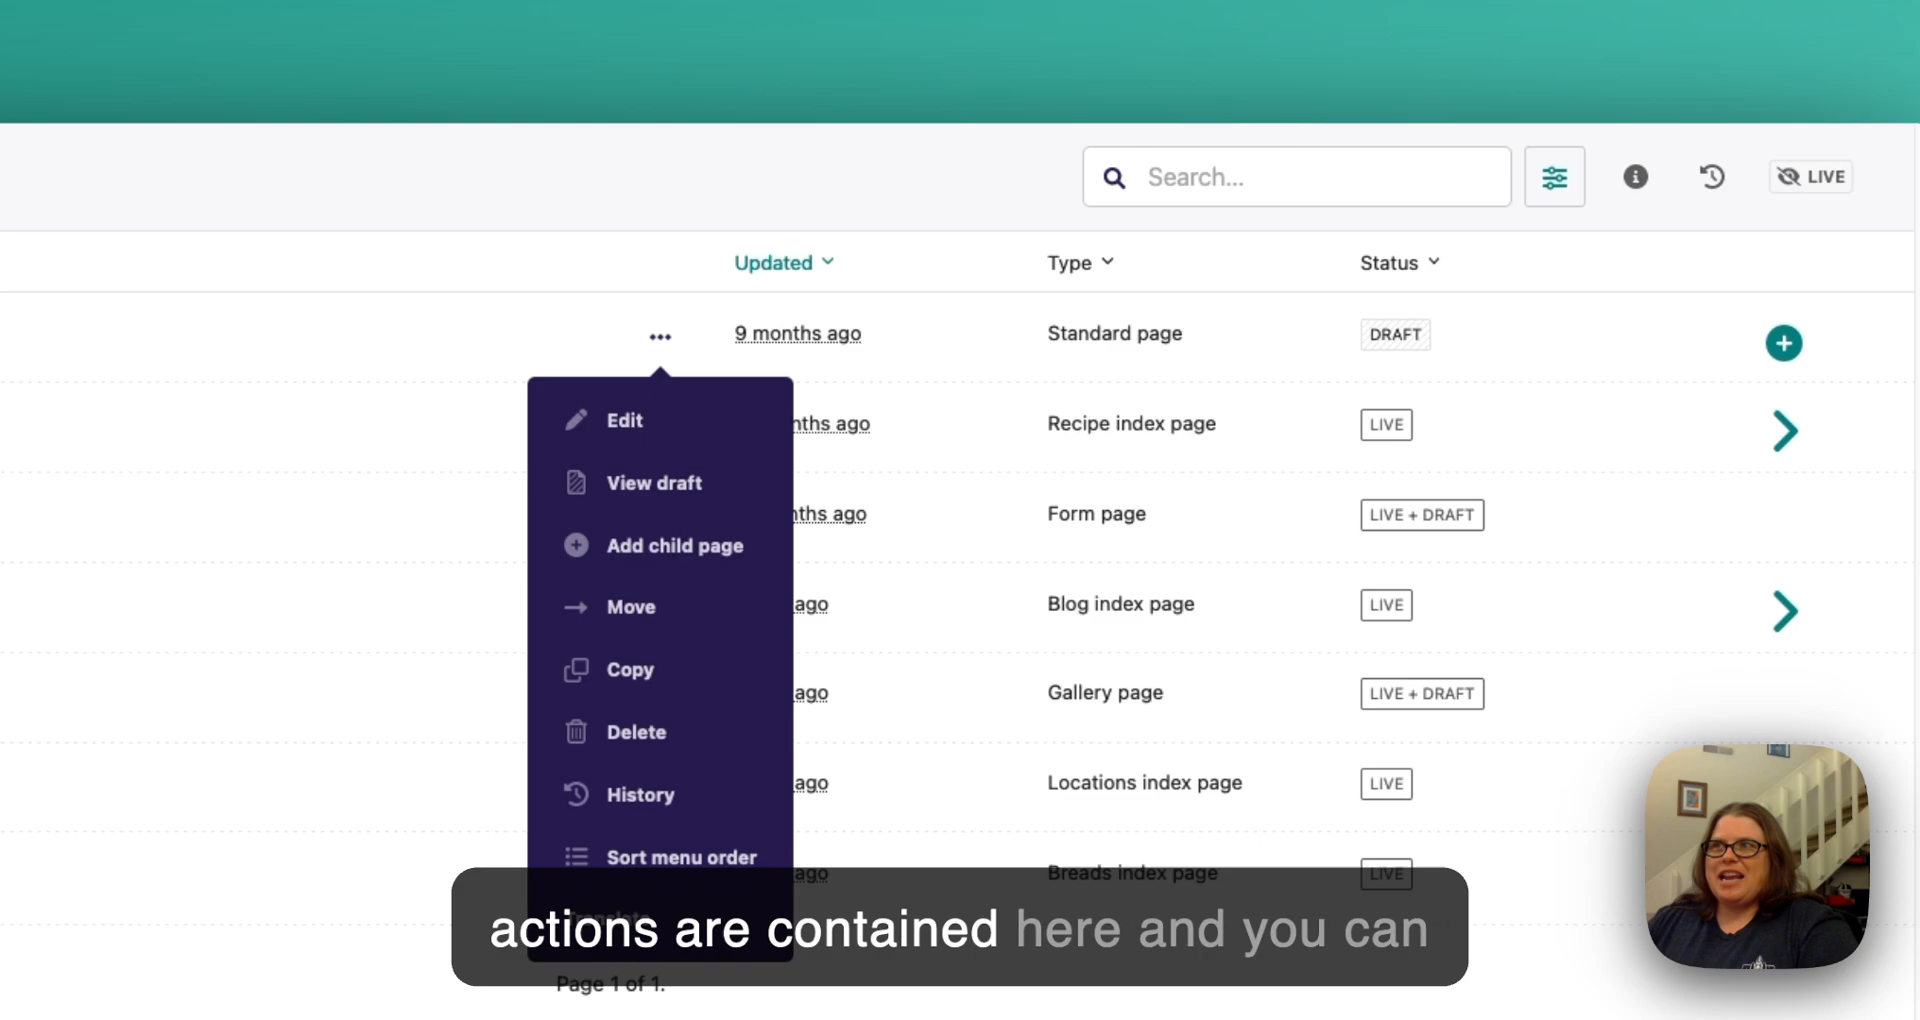 Search...
LIVE
Updated
Type
Status
9 months ago
Standard page
DRAFT
Edit
nths ago
Recipe index page
LIVE
View draft
nths ago
Form page
LIVE + DRAFT
Add child page
Move
ago
Blog index page
LIVE
Copy
ago
Gallery page
LIVE + DRAFT
Delete
History
ago
Locations index page
LIVE
Sort menu order
ago
Breads index page
LIVE
Translate
actions are contained here and you can
Page 1 of 1.